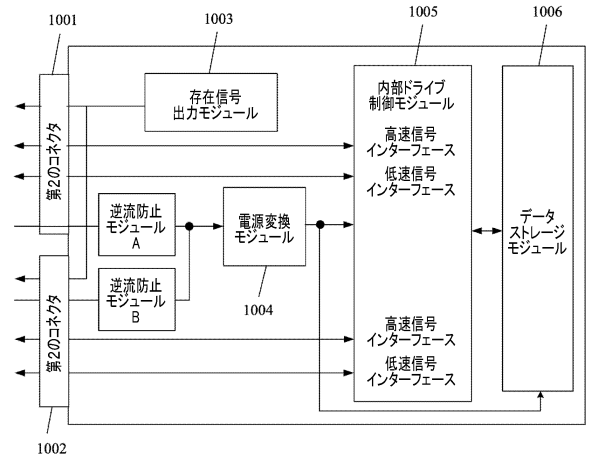 1001
1003
1005
1006
第2のコネクタ
存在信号
出力モジュール
内部ドライブ
制御モジュール
高速信号
インターフェース
低速信号
インターフェース
逆流防止
モジュール
A
電源変換
モジュール
データ
ストレージ
モジュール
逆流防止
モジュール
B
1004
第2のコネクタ
高速信号
インターフェース
低速信号
インターフェース
1002